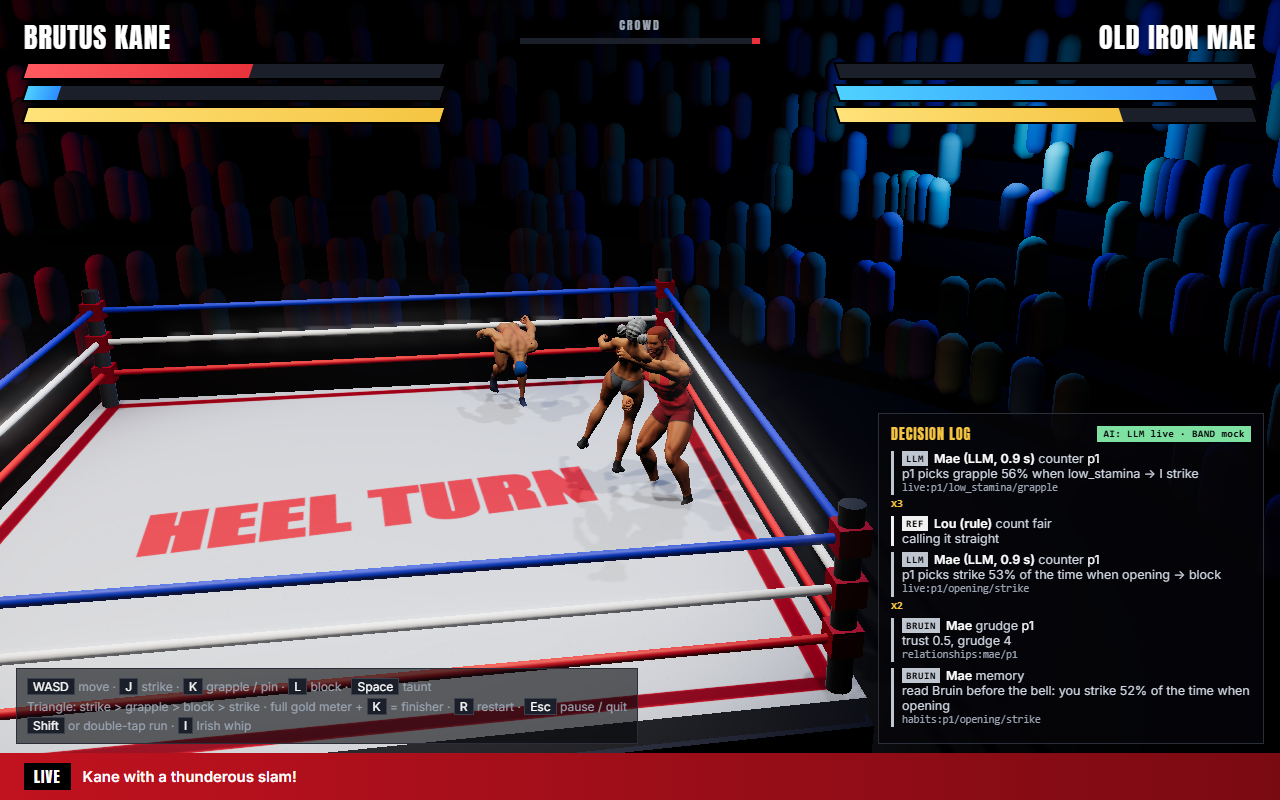 BRUTUS KANE
CROWD
OLD IRON MAE
HEEL TURN
DECISION LOG
AI: LLM live · BAND mock
LLM Mae (LLM, 0.9 s) counter p1
p1 picks grapple 56% when low_stamina → I strike
live:p1/low_stamina/grapple
x3
REF Lou (rule) count fair
calling it straight
LLM Mae (LLM, 0.9 s) counter p1
p1 picks strike 53% of the time when opening → block
live:p1/opening/strike
x2
BRUIN Mae grudge p1
trust 0.5, grudge 4
relationships:mae/p1
BRUIN Mae memory
read Bruin before the bell: you strike 52% of the time when
opening
habits:p1/opening/strike
WASD move · J strike · K grapple / pin · L block · Space taunt
Triangle: strike > grapple > block > strike · full gold meter + K = finisher · R restart · Esc pause / quit
Shift or double-tap run · I Irish whip
LIVE Kane with a thunderous slam!